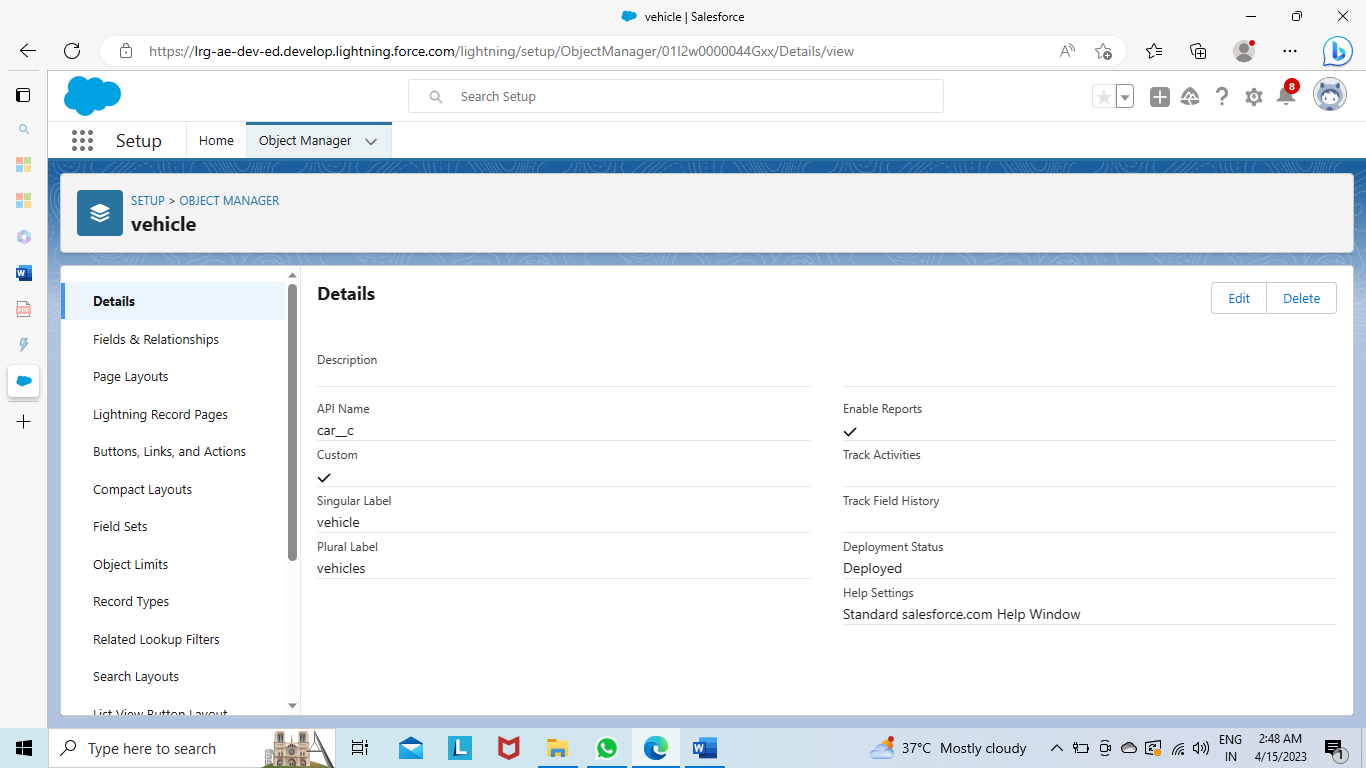 vehicle | Salesforce
https://lrg-ae-dev-ed.develop.lightning.force.com/lightning/setup/ObjectManager/01I2w0000044Gxx/Details/view
Search Setup
8
Setup
Home
Object Manager
SETUP > OBJECT MANAGER
vehicle
Details
Fields & Relationships
Page Layouts
Lightning Record Pages
Buttons, Links, and Actions
Compact Layouts
Field Sets
Object Limits
Record Types
Related Lookup Filters
Search Layouts
List View Button Layout
Details
Edit
Delete
Description
API Name
car__c
Custom
Singular Label
vehicle
Plural Label
vehicles
Enable Reports
Track Activities
Track Field History
Deployment Status
Deployed
Help Settings
Standard salesforce.com Help Window
Type here to search
37°C Mostly cloudy
ENG
IN
2:48 AM
4/15/2023
1